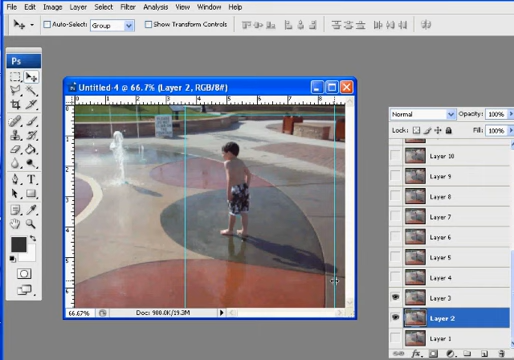 File Edit Image Layer Select Filter Analysis View Window Help
Auto-Select: Group Show Transform Controls
Ps
Untitled-4 @ 66.7% (Layer 2, RGB/8#)
Normal Opacity: 100%
Lock: Fill: 100%
Layer 10
Layer 9
Layer 8
Layer 7
Layer 6
Layer 5
Layer 4
Layer 3
Layer 2
Layer 1
66.67% Doc: 900.0K/19.3M